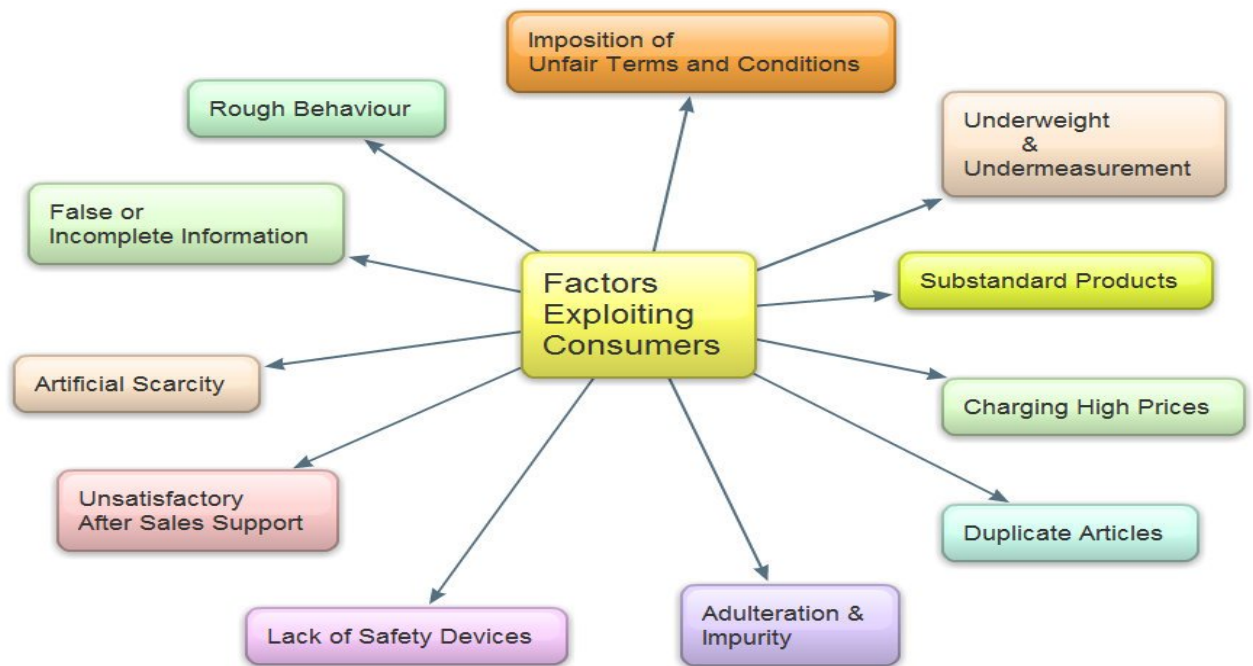 Imposition of
Unfair Terms and Conditions
Rough Behaviour
Underweight
&
Undermeasurement
False or
Incomplete Information
Factors
Exploiting
Consumers
Substandard Products
Artificial Scarcity
Charging High Prices
Unsatisfactory
After Sales Support
Duplicate Articles
Lack of Safety Devices
Adulteration &
Impurity